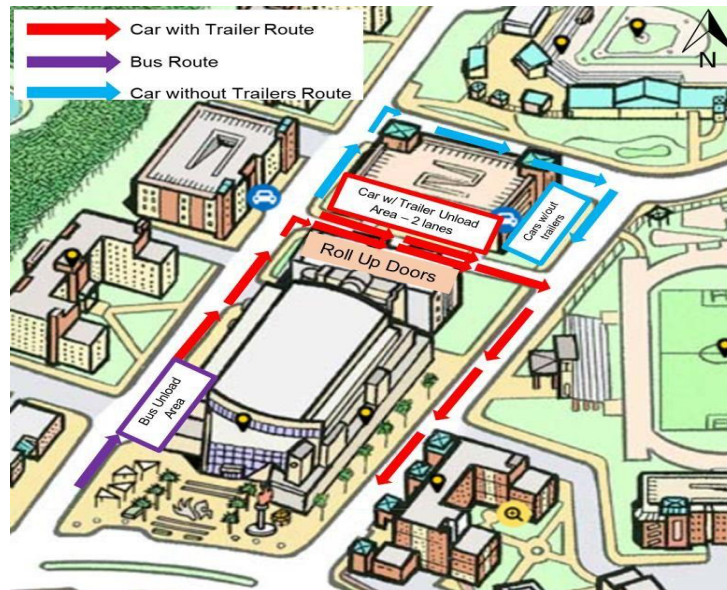 Car with Trailer Route
Bus Route
Car without Trailers Route
N
Car w/ Trailer Unload
Area – 2 lanes
Cars w/out
trailers
Roll Up Doors
Bus Unload
Area